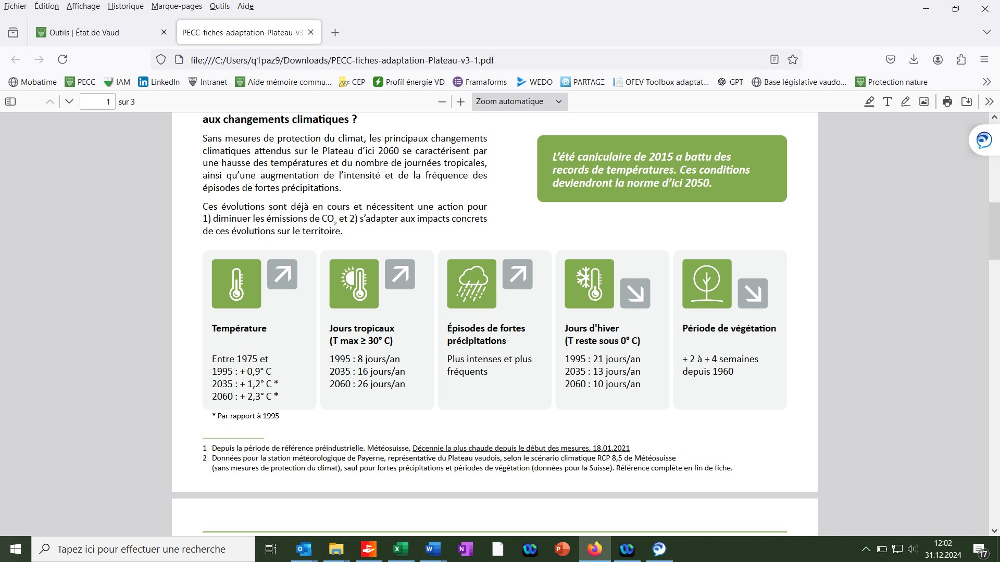 Fichier Édition Affichage Historique Marque-pages Outils Aide
Outils | État de Vaud
PECC-fiches-adaptation-Plateau-v3-
file:///C:/Users/q1paz9/Downloads/PECC-fiches-adaptation-Plateau-v3-1.pdf
Mobatime PECC IAM LinkedIn Intranet Aide mémoire commu... CEP Profil énergie VD Framaforms WEDO PARTAGE OFEV Toolbox adaptat... GPT Base législative vaudo... Protection nature
1 sur 3 Zoom automatique
aux changements climatiques ?
Sans mesures de protection du climat, les principaux changements
climatiques attendus sur le Plateau d’ici 2060 se caractérisent par
une hausse des températures et du nombre de journées tropicales,
ainsi qu’une augmentation de l’intensité et de la fréquence des
épisodes de fortes précipitations.
Ces évolutions sont déjà en cours et nécessitent une action pour
1) diminuer les émissions de CO2 et 2) s’adapter aux impacts concrets
de ces évolutions sur le territoire.
L’été caniculaire de 2015 a battu des
records de températures. Ces conditions
deviendront la norme d’ici 2050.
Température
Entre 1975 et
1995 : + 0,9° C
2035 : + 1,2° C *
2060 : + 2,3° C *
* Par rapport à 1995
Jours tropicaux
(T max ≥ 30° C)
1995 : 8 jours/an
2035 : 16 jours/an
2060 : 26 jours/an
Épisodes de fortes
précipitations
Plus intenses et plus
fréquents
Jours d'hiver
(T reste sous 0° C)
1995 : 21 jours/an
2035 : 13 jours/an
2060 : 10 jours/an
Période de végétation
+ 2 à + 4 semaines
depuis 1960
1 Depuis la période de référence préindustrielle. Météosuisse, Décennie la plus chaude depuis le début des mesures, 18.01.2021
2 Données pour la station météorologique de Payerne, représentative du Plateau vaudois, selon le scénario climatique RCP 8,5 de Météosuisse
(sans mesures de protection du climat), sauf pour fortes précipitations et périodes de végétation (données pour la Suisse). Référence complète en fin de fiche.
Tapez ici pour effectuer une recherche
12:02
31.12.2024
17